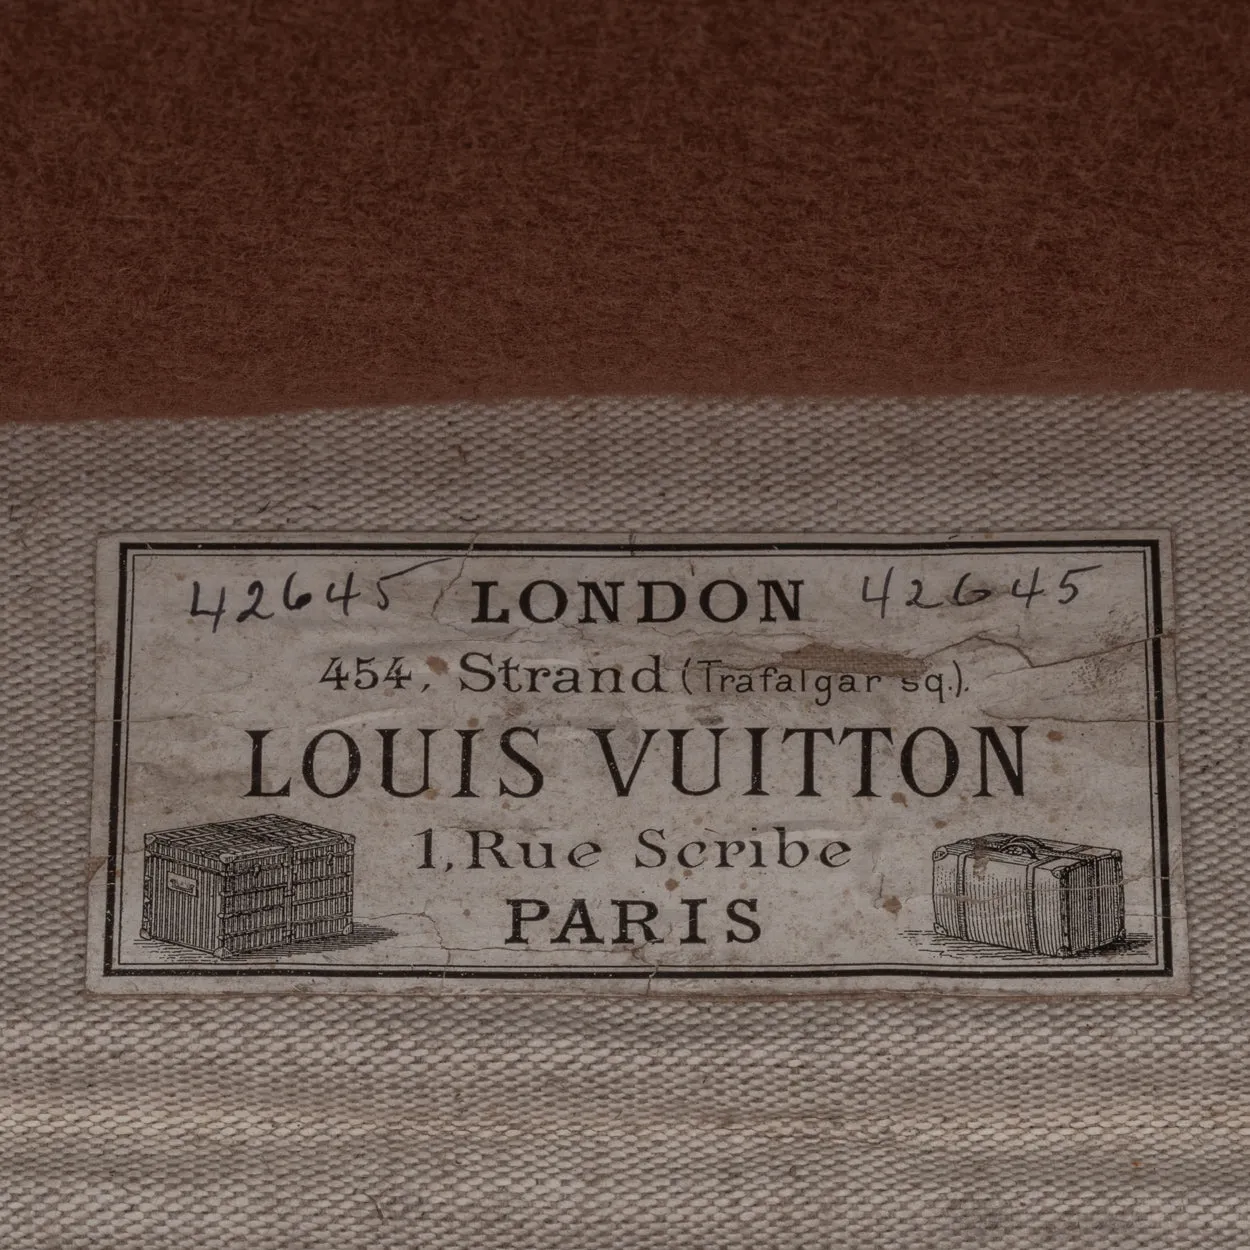 42645 LONDON 42645
454, Strand (Trafalgar sq.).
LOUIS VUITTON
1, Rue Scribe
PARIS